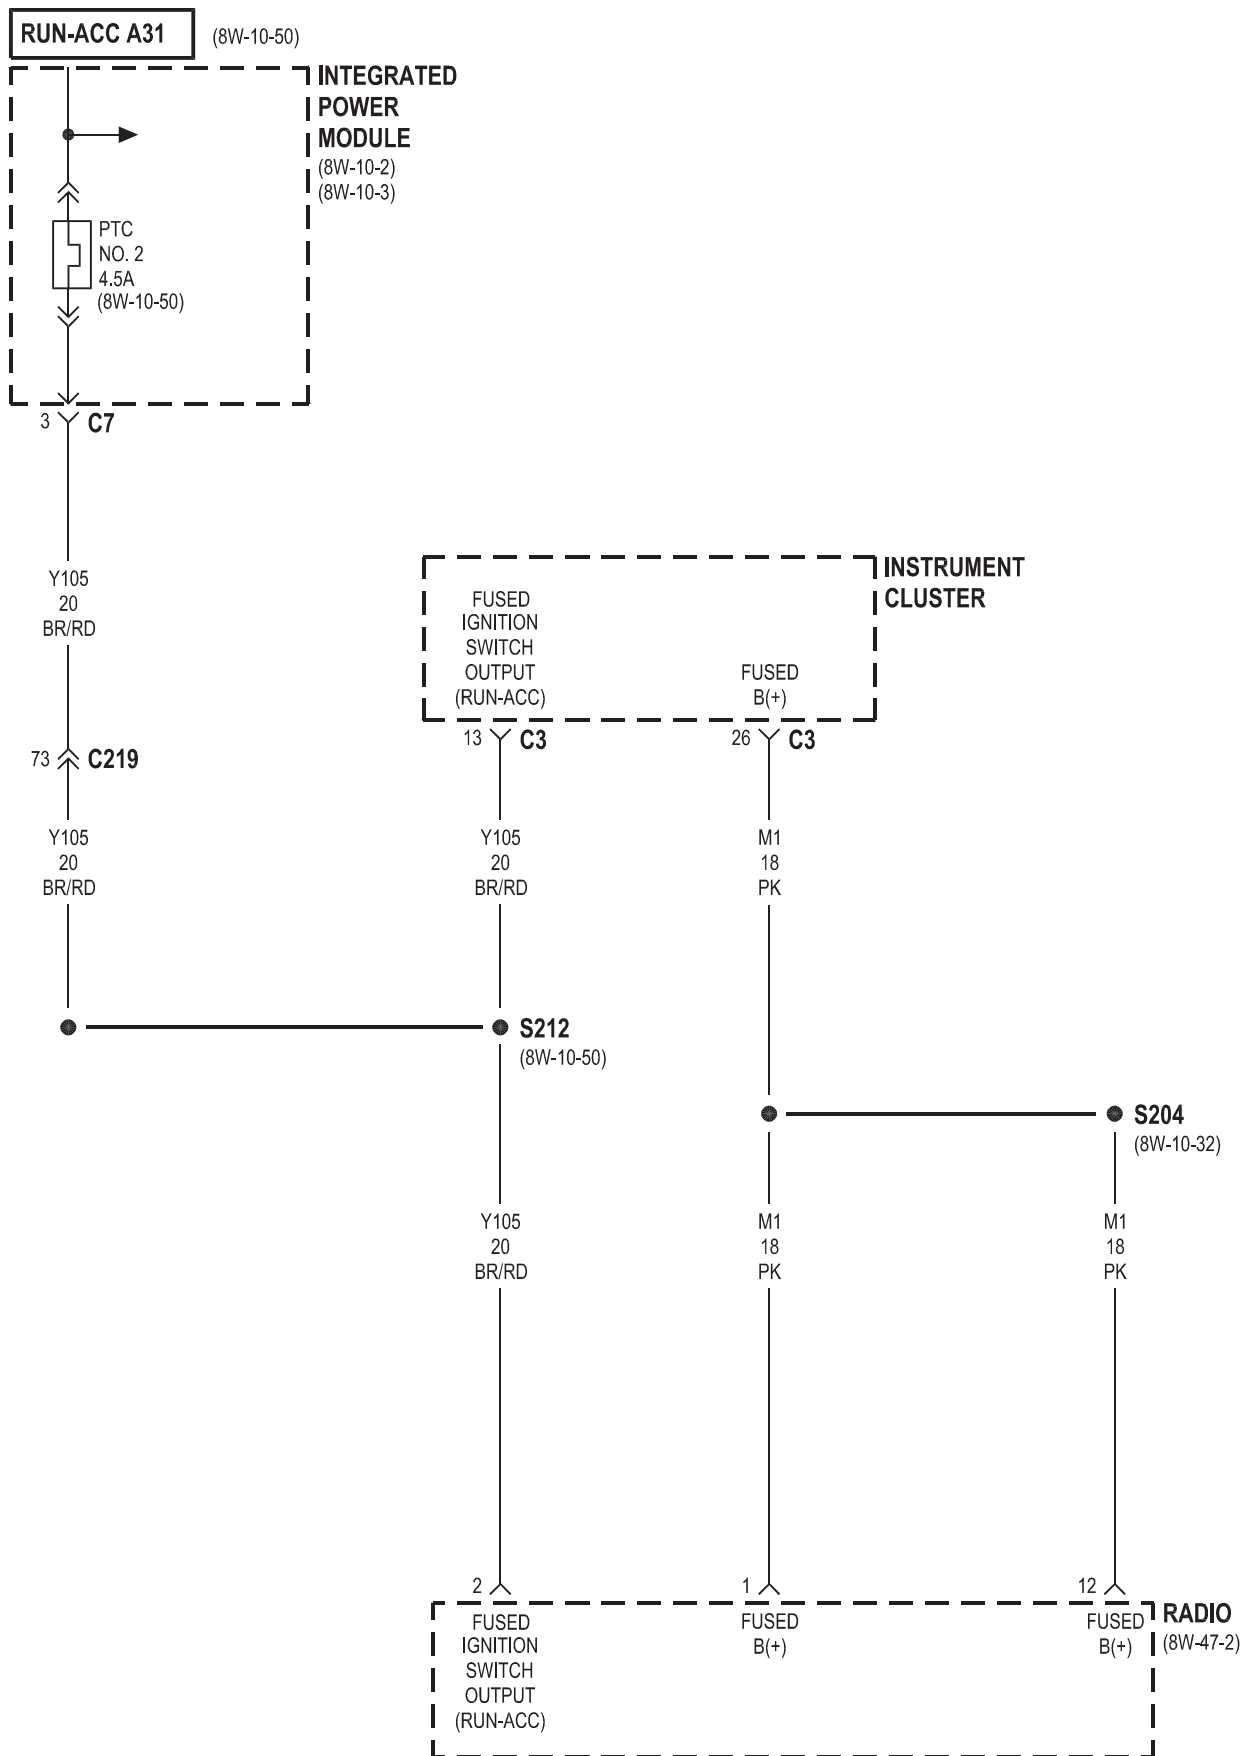 RUN-ACC A31
(8W-10-50)
INTEGRATED
POWER
MODULE
(8W-10-2)
(8W-10-3)
PTC
NO. 2
4.5A
(8W-10-50)
3
C7
Y105
20
BR/RD
INSTRUMENT
CLUSTER
FUSED
IGNITION
SWITCH
OUTPUT
(RUN-ACC)
FUSED
B(+)
13
C3
26
C3
73
C219
Y105
20
BR/RD
Y105
20
BR/RD
M1
18
PK
S212
(8W-10-50)
S204
(8W-10-32)
Y105
20
BR/RD
M1
18
PK
M1
18
PK
2
1
12
FUSED
IGNITION
SWITCH
OUTPUT
(RUN-ACC)
FUSED
B(+)
FUSED
B(+)
RADIO
(8W-47-2)